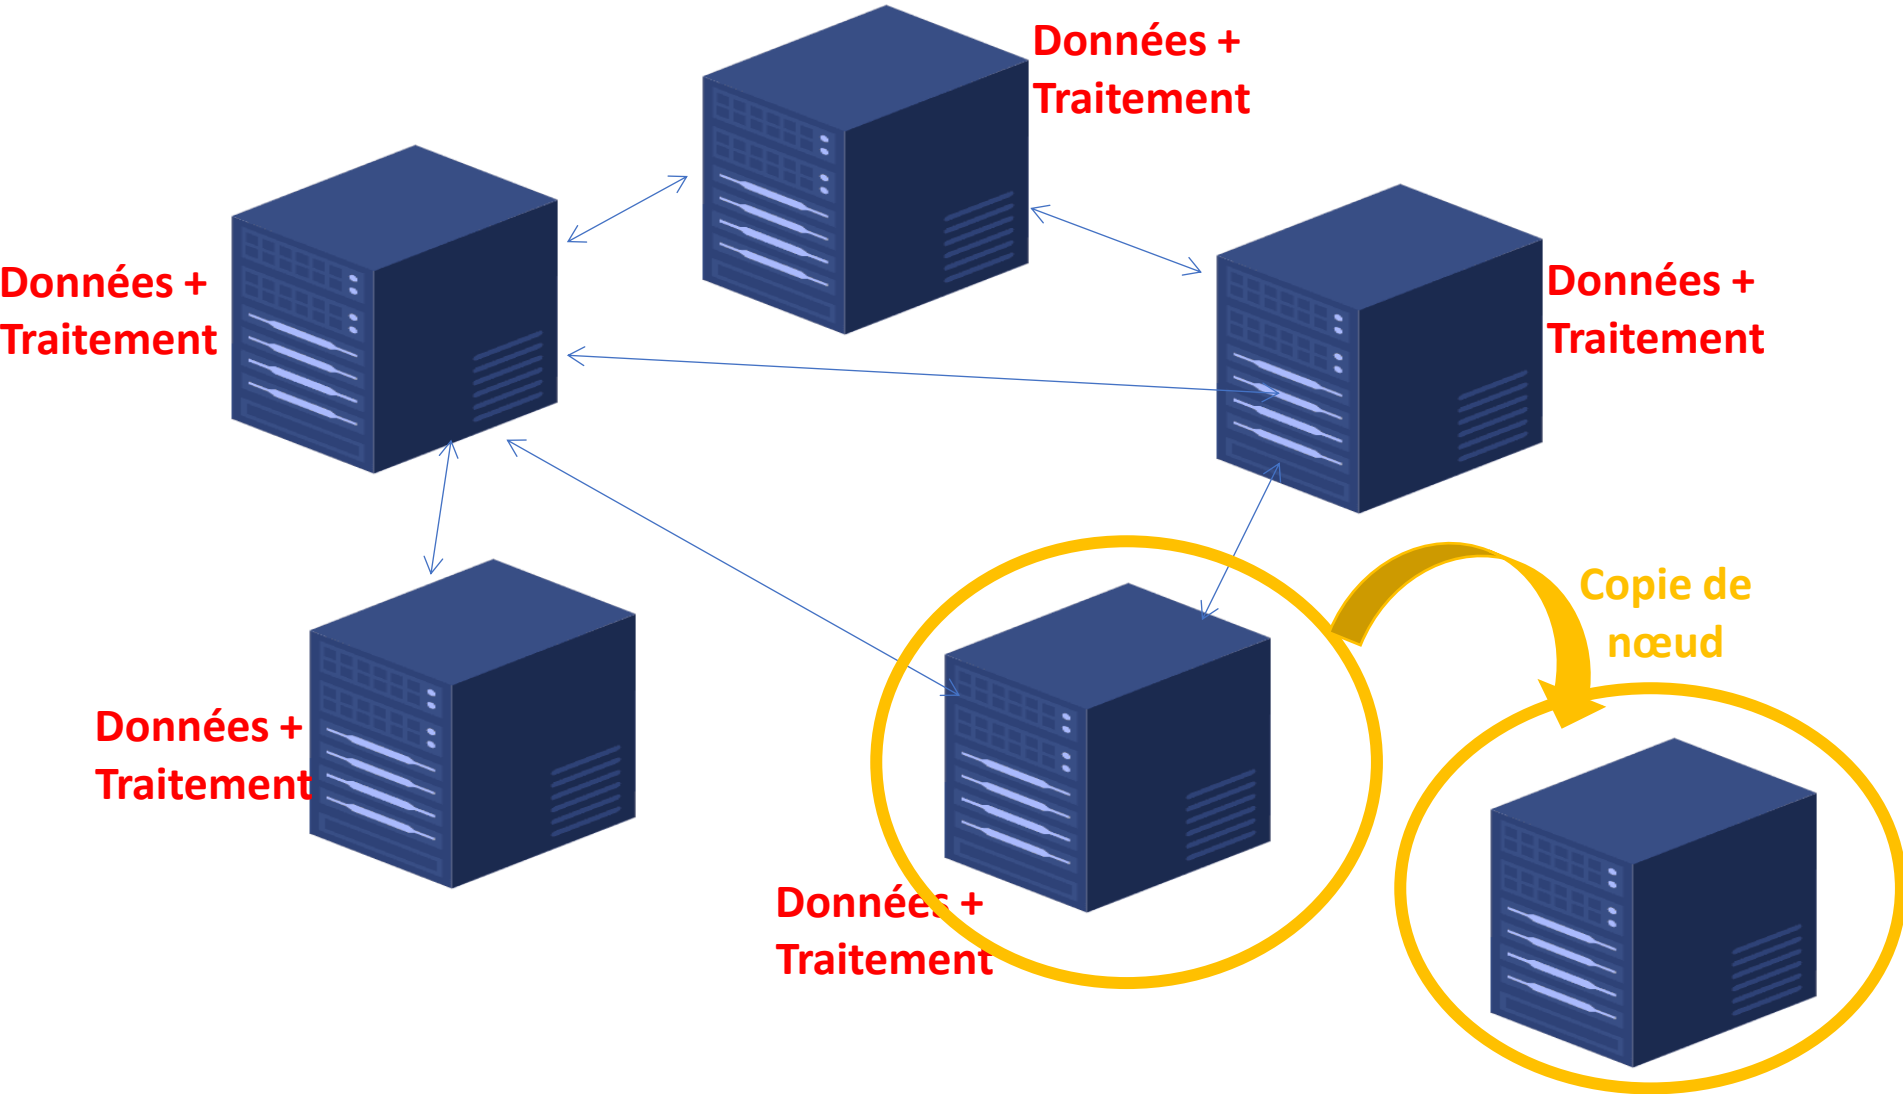 Données +
Traitement
Données +
Traitement
Données +
Traitement
Copie de
nœud
Données +
Traitement
Données +
Traitement